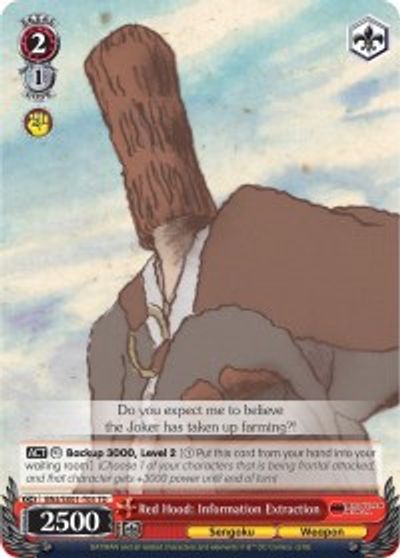 2
1
Do you expect me to believe
the Joker has taken up farming?!
ACT Backup 3000, Level 2 [① Put this card from your hand into your
waiting room] (Choose 1 of your characters that is being frontal attacked,
and that character gets +3000 power until end of turn)
Red Hood: Information Extraction
2500
Sengoku
Weapon